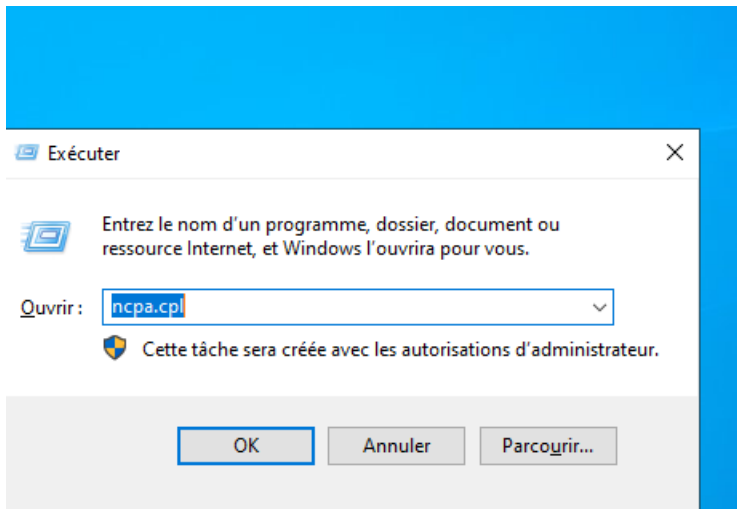 Exécuter
Entrez le nom d'un programme, dossier, document ou
ressource Internet, et Windows l'ouvrira pour vous.
Ouvrir :
ncpa.cpl
Cette tâche sera créée avec les autorisations d'administrateur.
OK
Annuler
Parcourir...